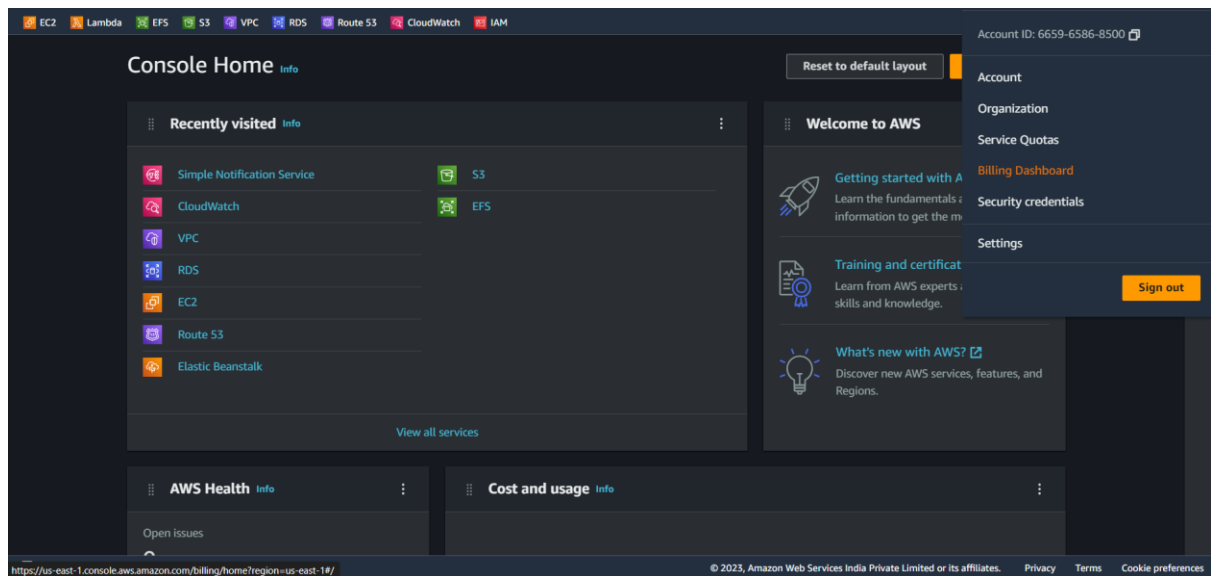 EC2 Lambda EFS S3 VPC RDS Route 53 CloudWatch IAM
Account ID: 6659-6586-8500
Console Home Info
Reset to default layout
Account
Organization
Service Quotas
Billing Dashboard
Security credentials
Settings
Sign out
Recently visited Info
Simple Notification Service
CloudWatch
VPC
RDS
EC2
Route 53
Elastic Beanstalk
S3
EFS
View all services
Welcome to AWS
Getting started with A
Learn the fundamentals a
information to get the m
Training and certificat
Learn from AWS experts
skills and knowledge.
What's new with AWS?
Discover new AWS services, features, and
Regions.
AWS Health Info
Open issues
Cost and usage Info
https://us-east-1.console.aws.amazon.com/billing/home?region=us-east-1#/
© 2023, Amazon Web Services India Private Limited or its affiliates. Privacy Terms Cookie preferences